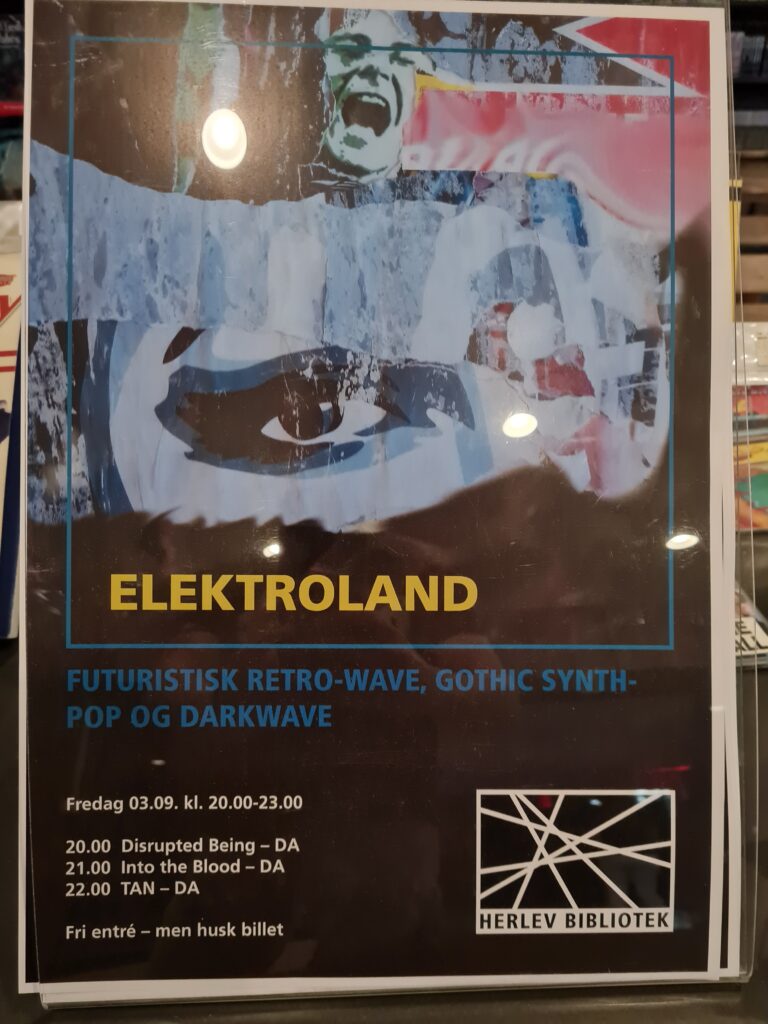 ELEKTROLAND
FUTURISTISK RETRO-WAVE, GOTHIC SYNTH-
POP OG DARKWAVE
Fredag 03.09. kl. 20.00-23.00
20.00 Disrupted Being – DA
21.00 Into the Blood – DA
22.00 TAN – DA
Fri entré – men husk billet
HERLEV BIBLIOTEK